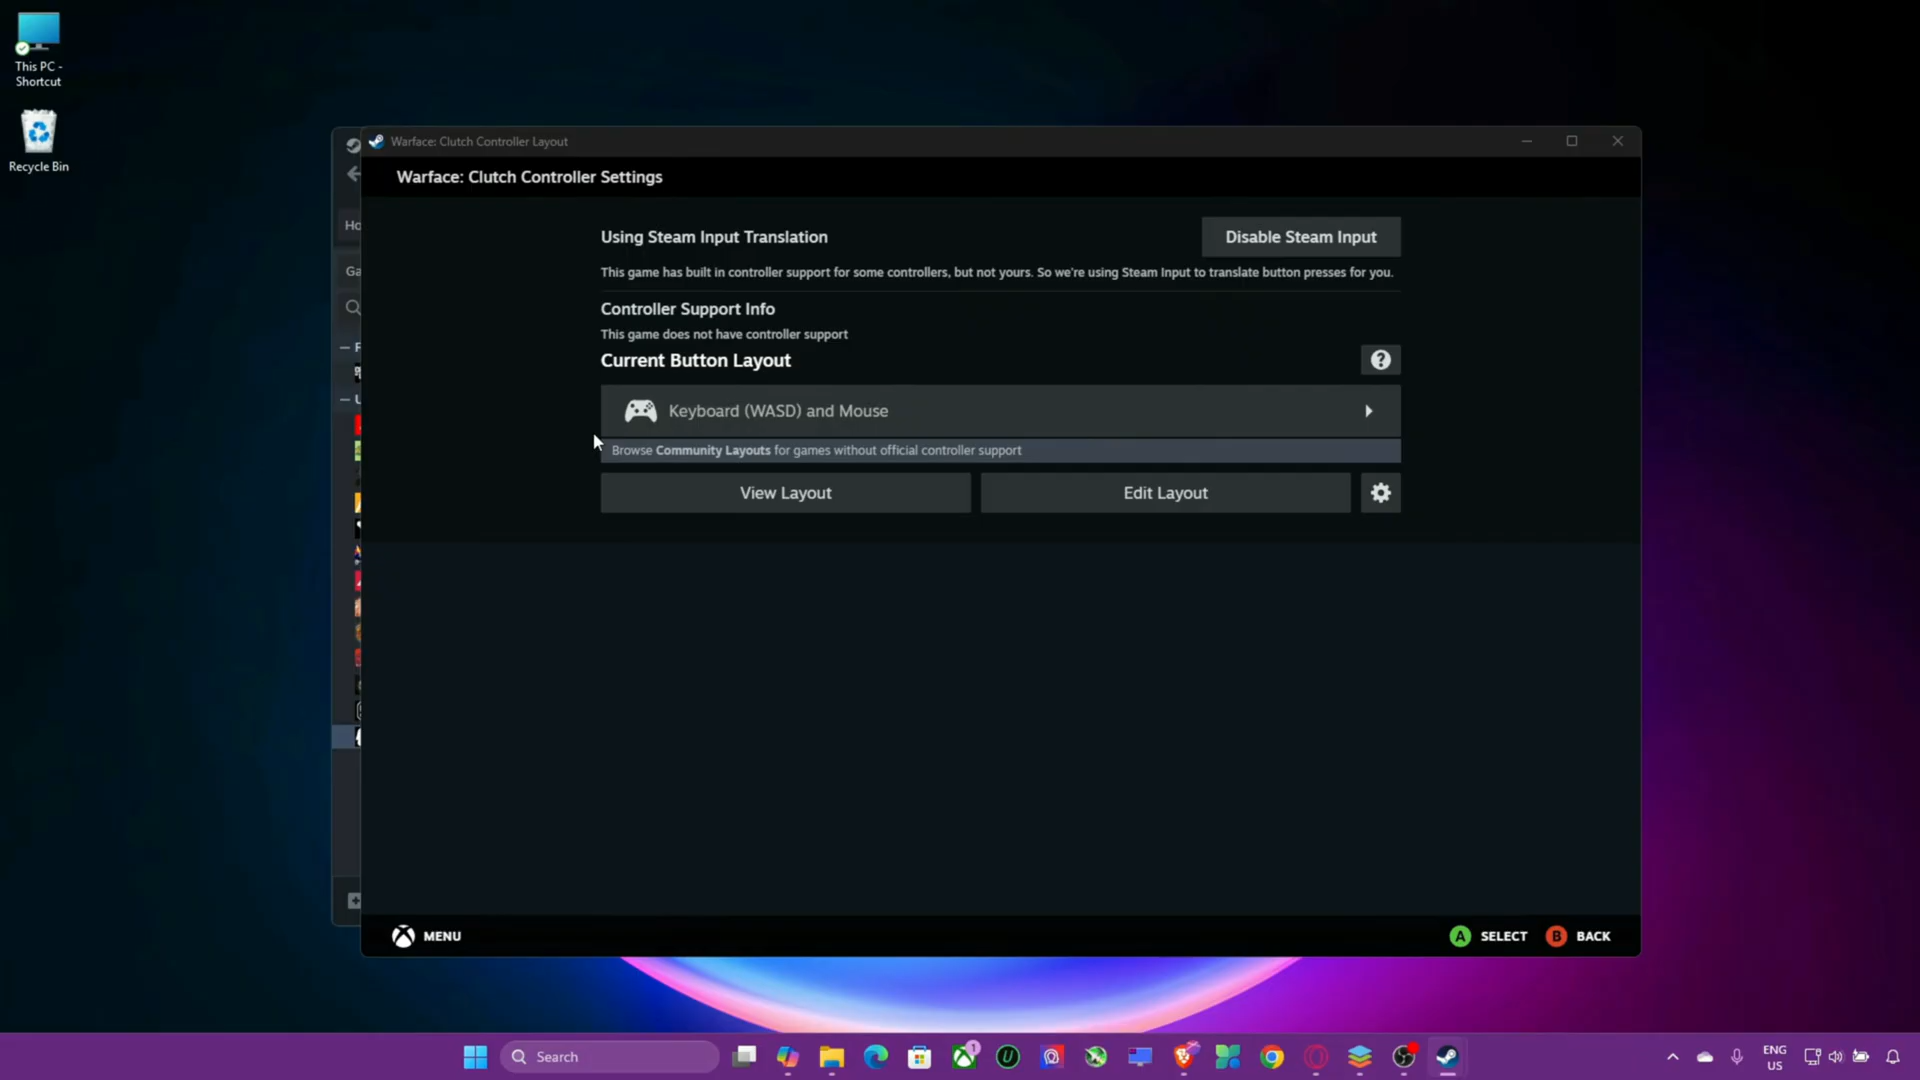 This PC -
Shortcut
Recycle Bin
Warface: Clutch Controller Layout
Warface: Clutch Controller Settings
Ho
Using Steam Input Translation
Disable Steam Input
Ga
This game has built in controller support for some controllers, but not yours. So we're using Steam Input to translate button presses for you.
Controller Support Info
This game does not have controller support
Current Button Layout
?
Keyboard (WASD) and Mouse
Browse Community Layouts for games without official controller support
View Layout
Edit Layout
MENU
A SELECT
B BACK
Search
1
ENG
US